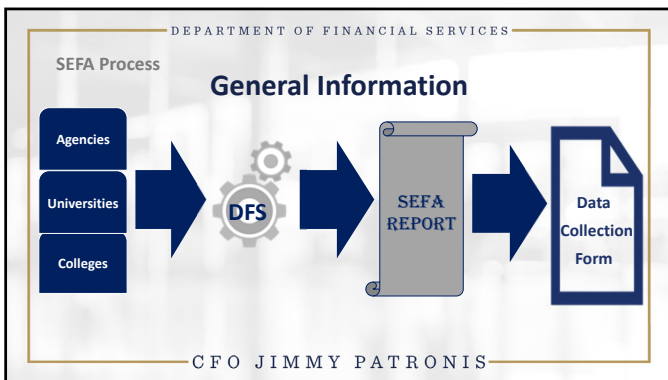 DEPARTMENT OF FINANCIAL SERVICES
SEFA Process
General Information
Agencies
Universities
Colleges
DFS
SEFA
REPORT
Data
Collection
Form
CFO JIMMY PATRONIS